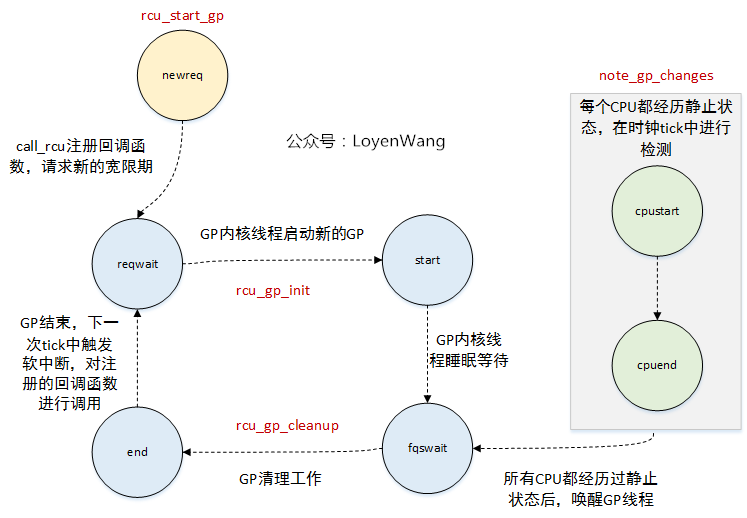 rcu_start_gp
newreq
note_gp_changes
每个CPU都经历静止状
态，在时钟tick中进行
检测
公众号：LoyenWang
call_rcu注册回调函
数，请求新的宽限期
cpustart
GP内核线程启动新的GP
reqwait
start
rcu_gp_init
GP结束，下一
次tick中触发
软中断，对注
册的回调函数
进行调用
GP内核线
程睡眠等待
cpuend
rcu_gp_cleanup
end
fqswait
GP清理工作
所有CPU都经历过静止
状态后，唤醒GP线程